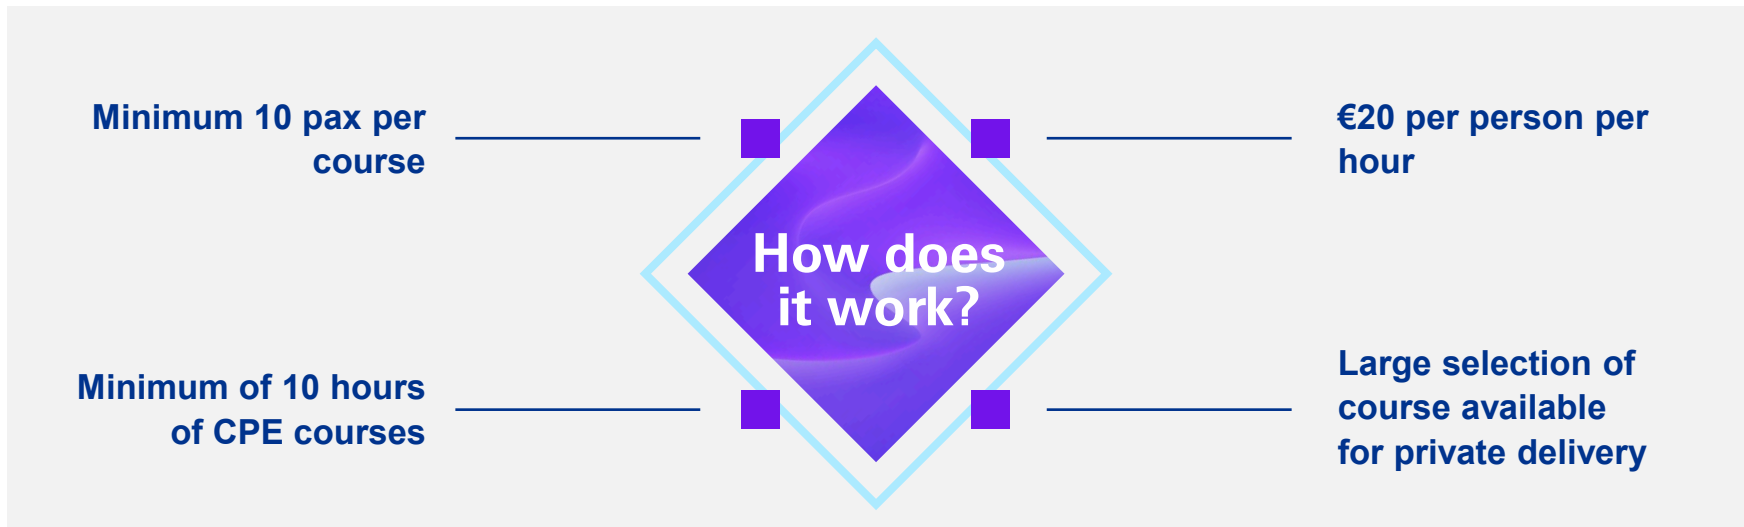 Minimum 10 pax per
course
€20 per person per
hour
How does
it work?
Minimum of 10 hours
of CPE courses
Large selection of
course available
for private delivery